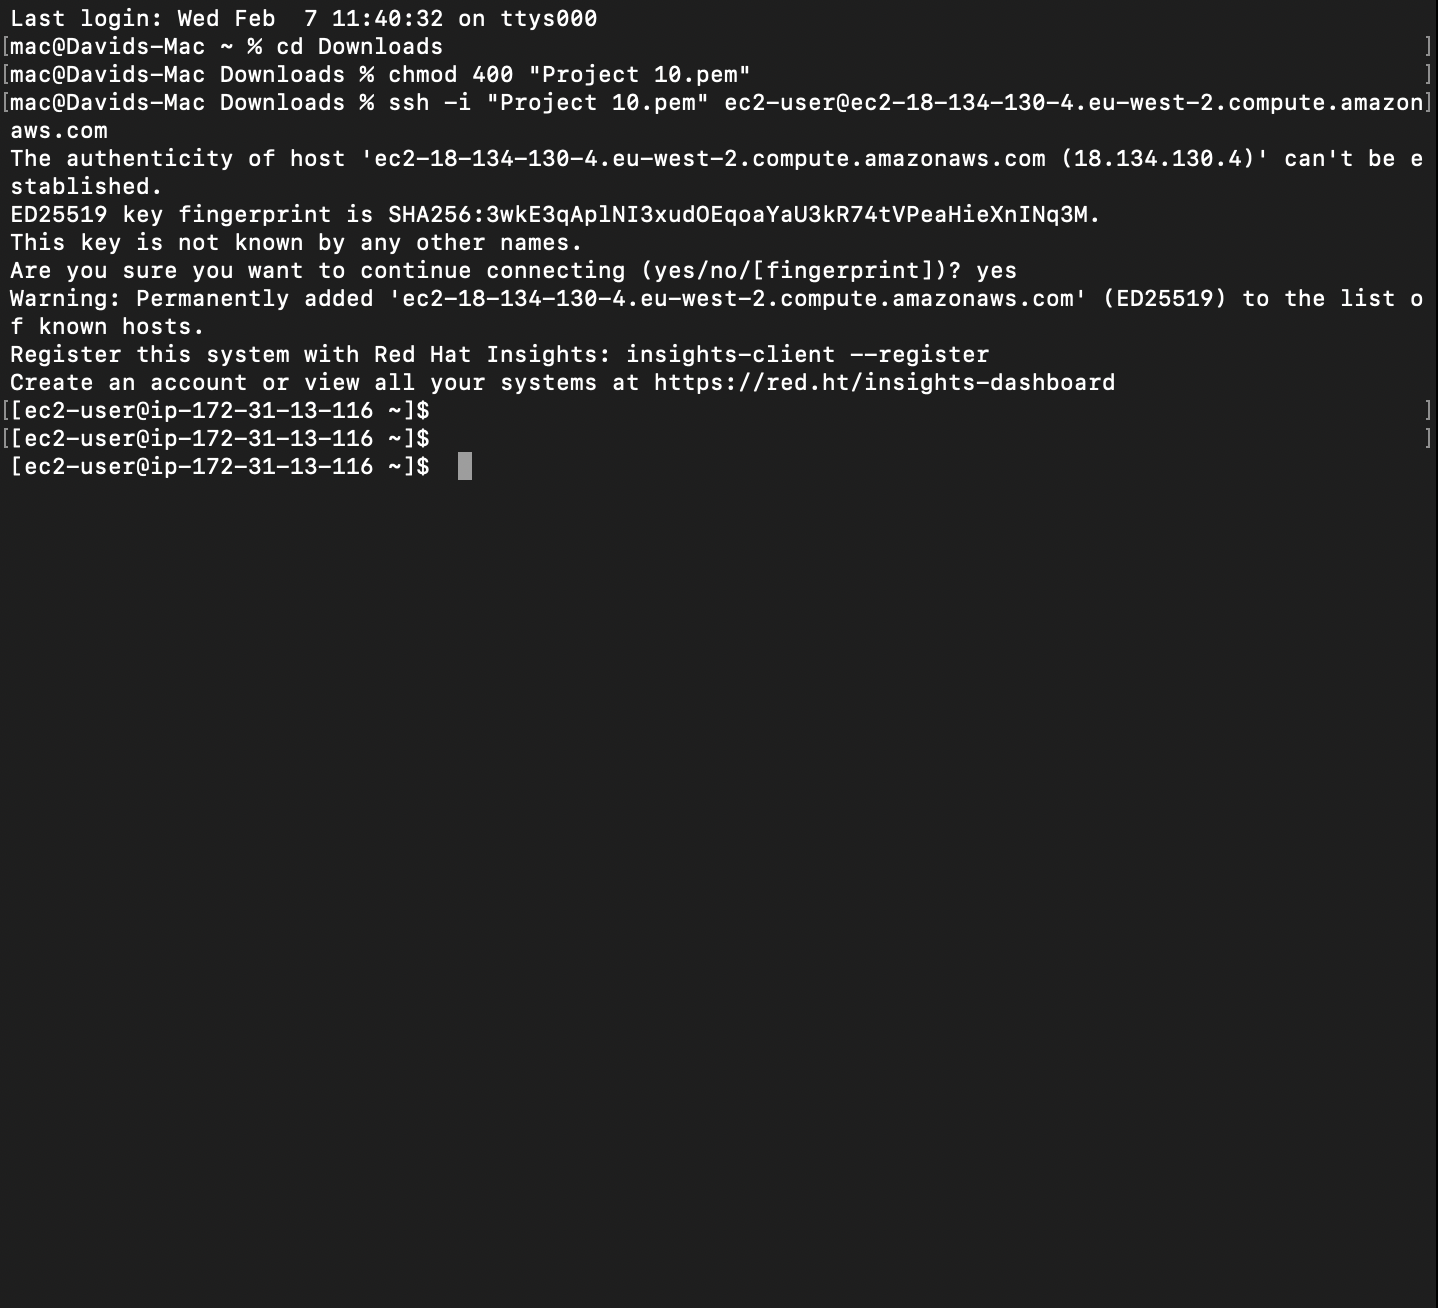 Last login: Wed Feb  7 11:40:32 on ttys000
[mac@Davids-Mac ~ % cd Downloads ]
[mac@Davids-Mac Downloads % chmod 400 "Project 10.pem" ]
[mac@Davids-Mac Downloads % ssh -i "Project 10.pem" ec2-user@ec2-18-134-130-4.eu-west-2.compute.amazon]
aws.com
The authenticity of host 'ec2-18-134-130-4.eu-west-2.compute.amazonaws.com (18.134.130.4)' can't be e
stablished.
ED25519 key fingerprint is SHA256:3wkE3qAplNI3xudOEqoaYaU3kR74tVPeaHieXnINq3M.
This key is not known by any other names.
Are you sure you want to continue connecting (yes/no/[fingerprint])? yes
Warning: Permanently added 'ec2-18-134-130-4.eu-west-2.compute.amazonaws.com' (ED25519) to the list o
f known hosts.
Register this system with Red Hat Insights: insights-client --register
Create an account or view all your systems at https://red.ht/insights-dashboard
[[ec2-user@ip-172-31-13-116 ~]$ ]
[[ec2-user@ip-172-31-13-116 ~]$ ]
[ec2-user@ip-172-31-13-116 ~]$